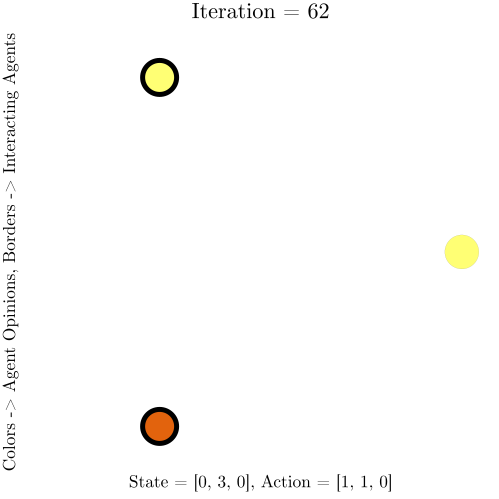 Iteration = 62
Colors -> Agent Opinions, Borders -> Interacting Agents
State = [0, 3, 0], Action = [1, 1, 0]